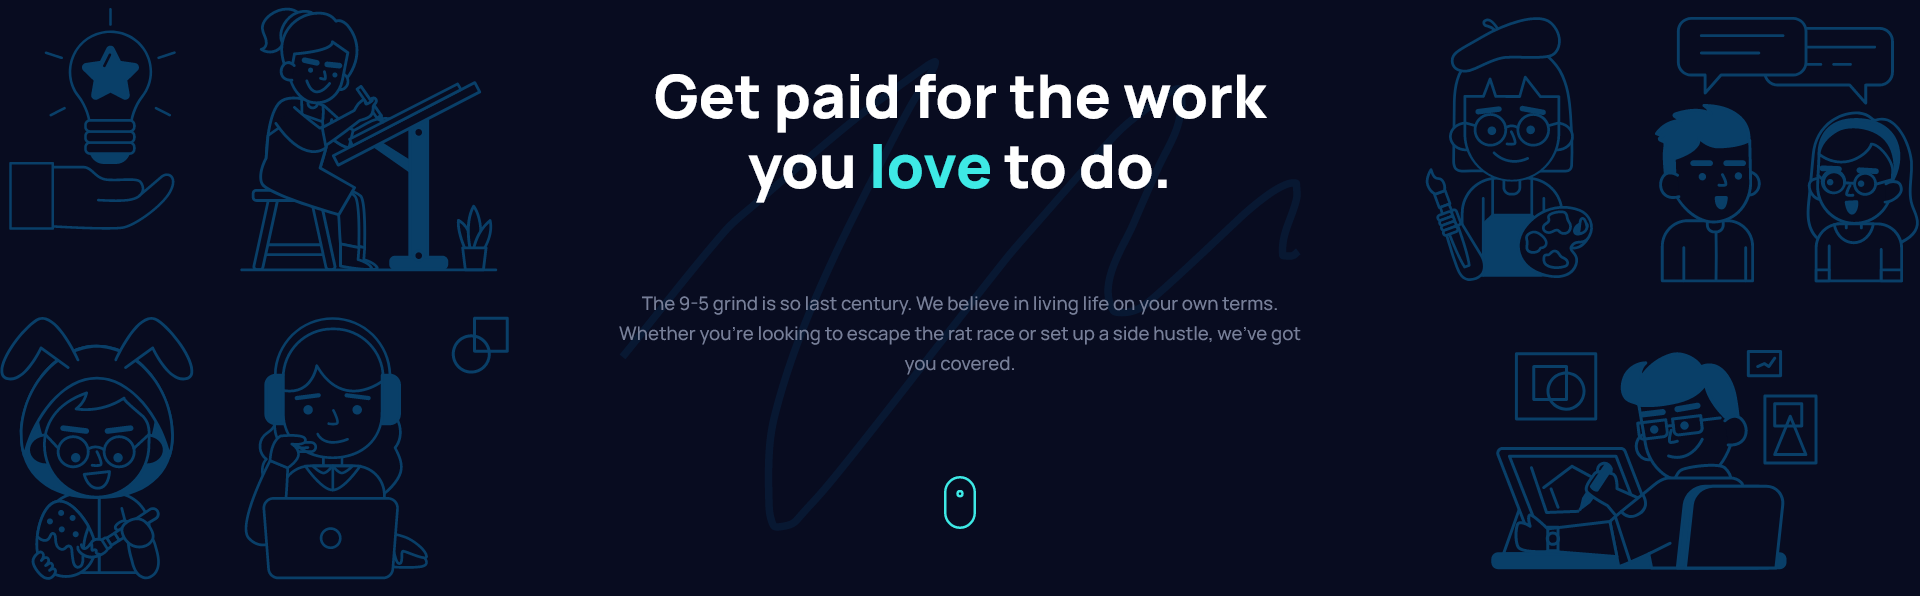 Get paid for the work
you love to do.
The 9-5 grind is so last century. We believe in living life on your own terms.
Whether you’re looking to escape the rat race or set up a side hustle, we’ve got
you covered.